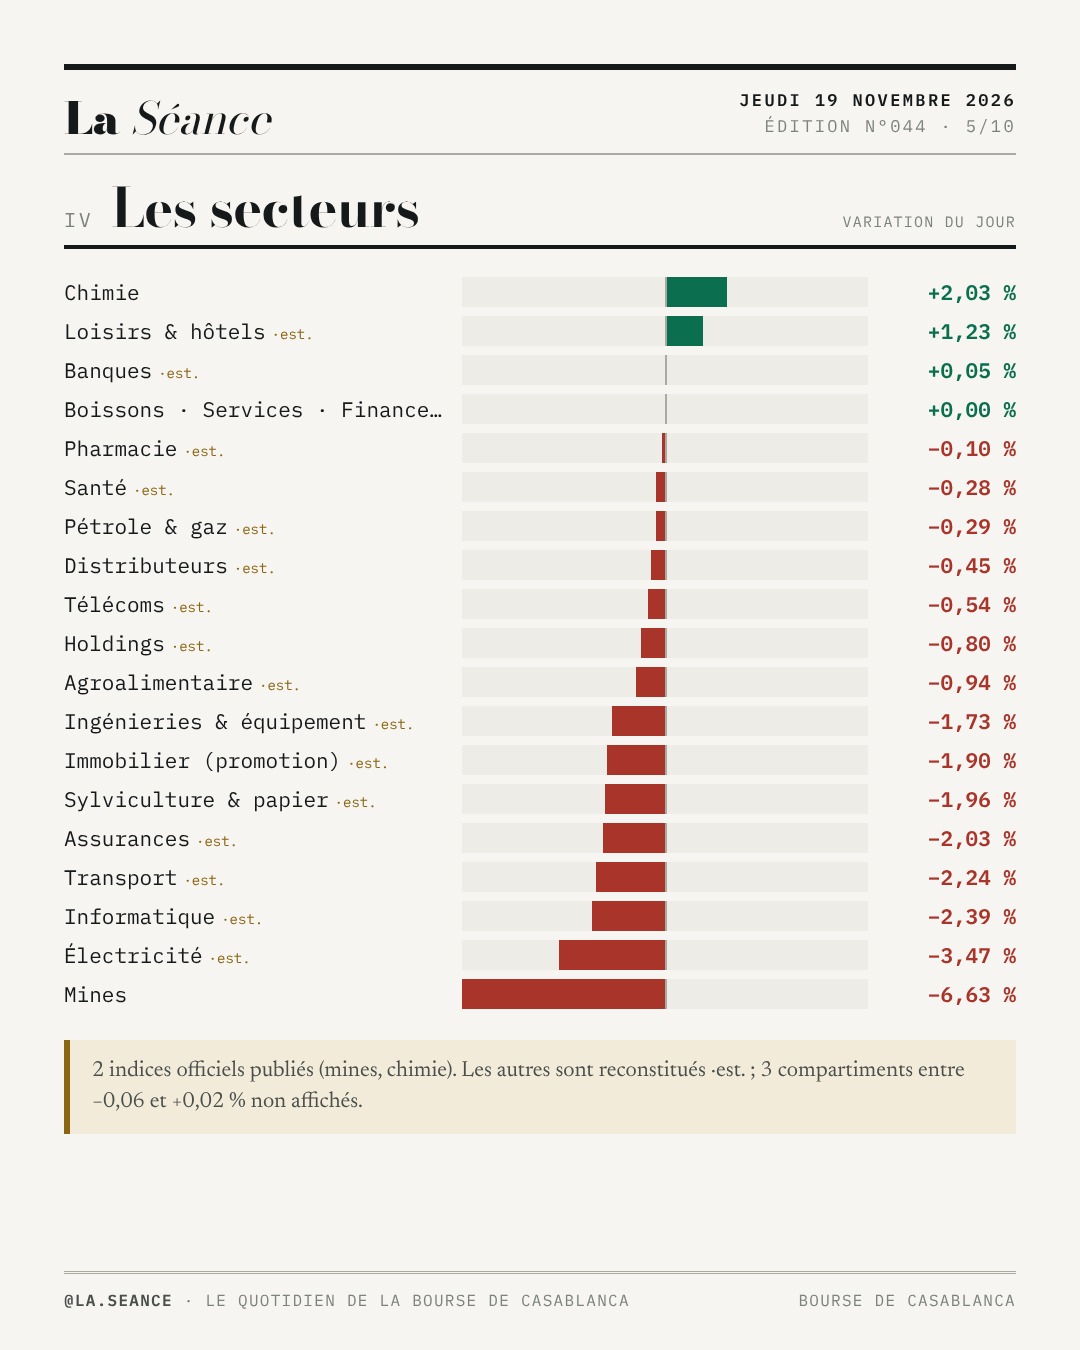 La Séance
JEUDI 19 NOVEMBRE 2026
ÉDITION N°044 · 5/10
IV Les secteurs
VARIATION DU JOUR
Chimie +2,03 %
Loisirs & hôtels ·est. +1,23 %
Banques ·est. +0,05 %
Boissons · Services · Finance… +0,00 %
Pharmacie ·est. −0,10 %
Santé ·est. −0,28 %
Pétrole & gaz ·est. −0,29 %
Distributeurs ·est. −0,45 %
Télécoms ·est. −0,54 %
Holdings ·est. −0,80 %
Agroalimentaire ·est. −0,94 %
Ingénieries & équipement ·est. −1,73 %
Immobilier (promotion) ·est. −1,90 %
Sylviculture & papier ·est. −1,96 %
Assurances ·est. −2,03 %
Transport ·est. −2,24 %
Informatique ·est. −2,39 %
Électricité ·est. −3,47 %
Mines −6,63 %
2 indices officiels publiés (mines, chimie). Les autres sont reconstitués ·est. ; 3 compartiments entre
−0,06 et +0,02 % non affichés.
@LA.SEANCE · LE QUOTIDIEN DE LA BOURSE DE CASABLANCA
BOURSE DE CASABLANCA